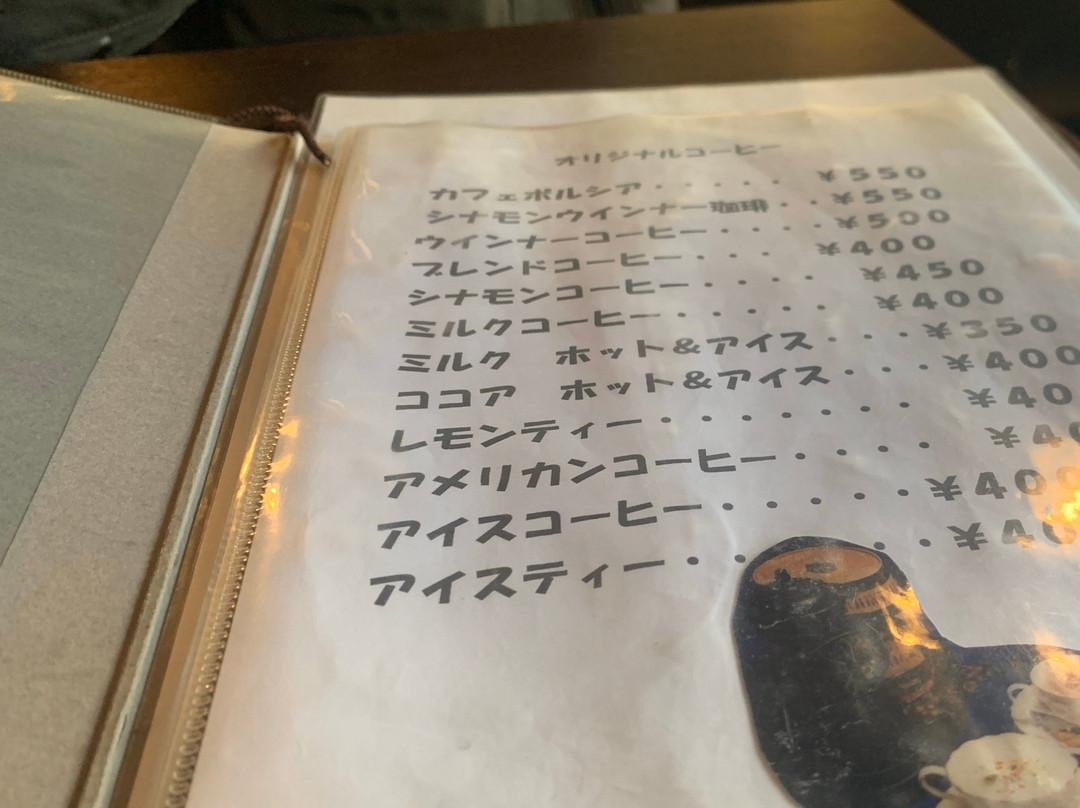 オリジナルコーヒー
カフェポルシア・・・・・¥550
シナモンウインナー珈琲・・¥550
ウインナーコーヒー・・・・¥500
ブレンドコーヒー・・・¥400
シナモンコーヒー・・・・¥450
ミルクコーヒー・・・・・¥400
ミルク ホット&アイス・・・¥350
ココア ホット&アイス・・・¥400
レモンティー・・・・・・・¥40
アメリカンコーヒー・・・・¥40
アイスコーヒー・・・・・¥400
アイスティー・・・・¥40